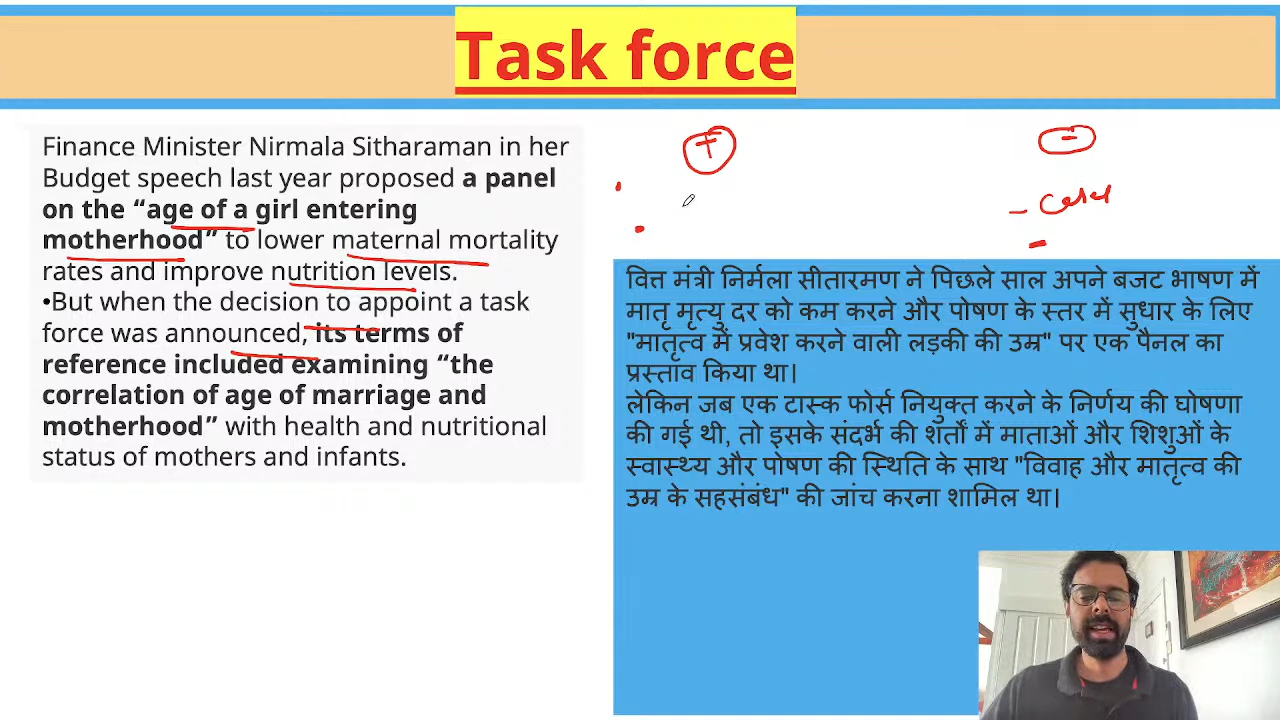 Task force
Finance Minister Nirmala Sitharaman in her
Budget speech last year proposed a panel
on the “age of a girl entering
motherhood” to lower maternal mortality
rates and improve nutrition levels.
•But when the decision to appoint a task
force was announced, its terms of
reference included examining “the
correlation of age of marriage and
motherhood” with health and nutritional
status of mothers and infants.
+
-
वित्त मंत्री निर्मला सीतारमण ने पिछले साल अपने बजट भाषण में
मातृ मृत्यु दर को कम करने और पोषण के स्तर में सुधार के लिए
"मातृत्व में प्रवेश करने वाली लड़की की उम्र" पर एक पैनल का
प्रस्ताव किया था।
लेकिन जब एक टास्क फोर्स नियुक्त करने के निर्णय की घोषणा
की गई थी, तो इसके संदर्भ की शर्तों में माताओं और शिशुओं के
स्वास्थ्य और पोषण की स्थिति के साथ "विवाह और मातृत्व की
उम्र के सहसंबंध" की जांच करना शामिल था।